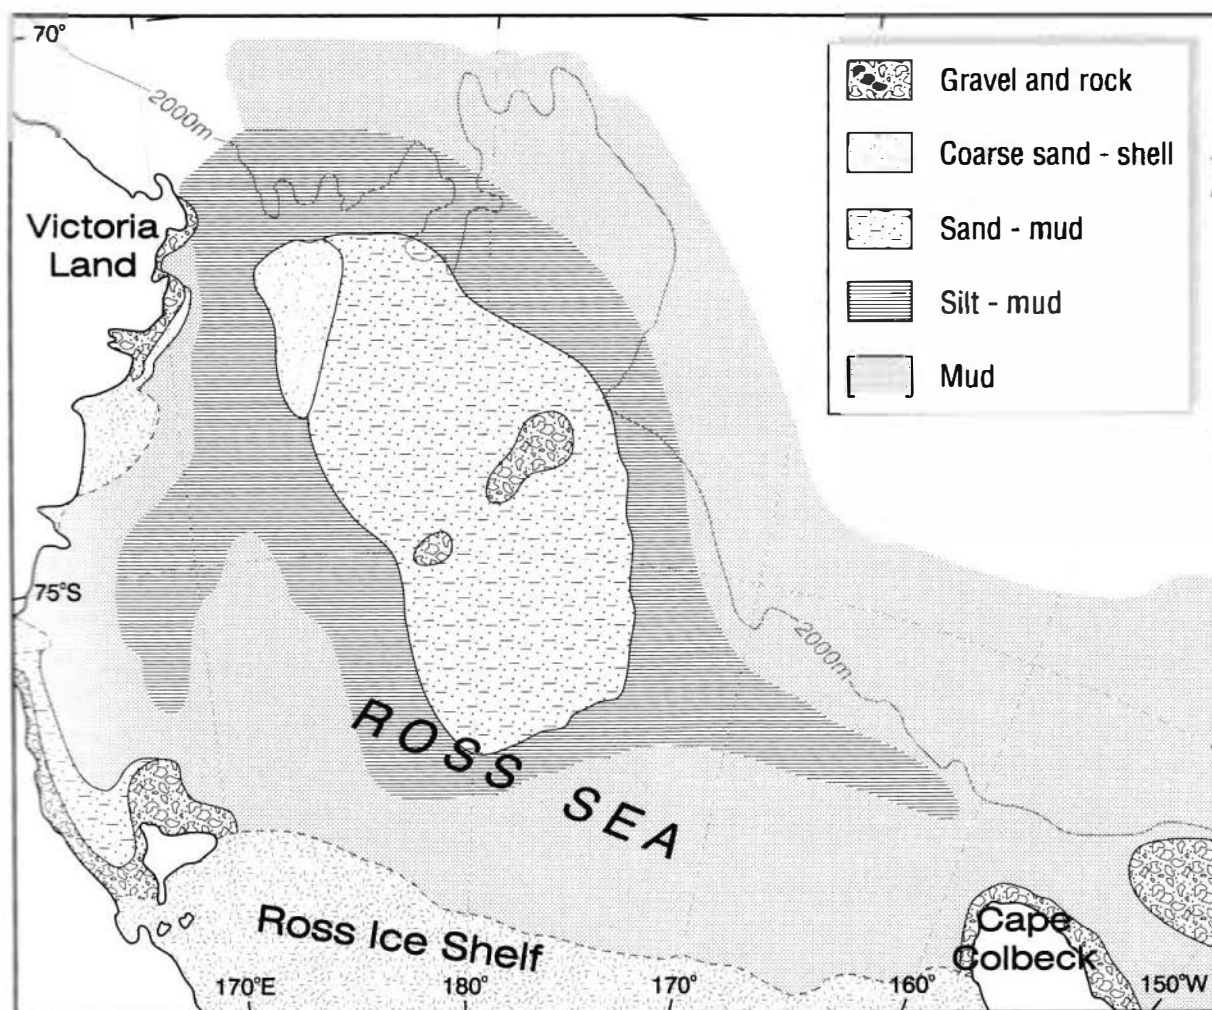 70°
2000m
Gravel and rock
Coarse sand - shell
Sand - mud
Silt - mud
Mud
Victoria
Land
75°S
2000m
ROSS SEA
Ross Ice Shelf
Cape
Colbeck
170°E
180°
170°
160°
150°W